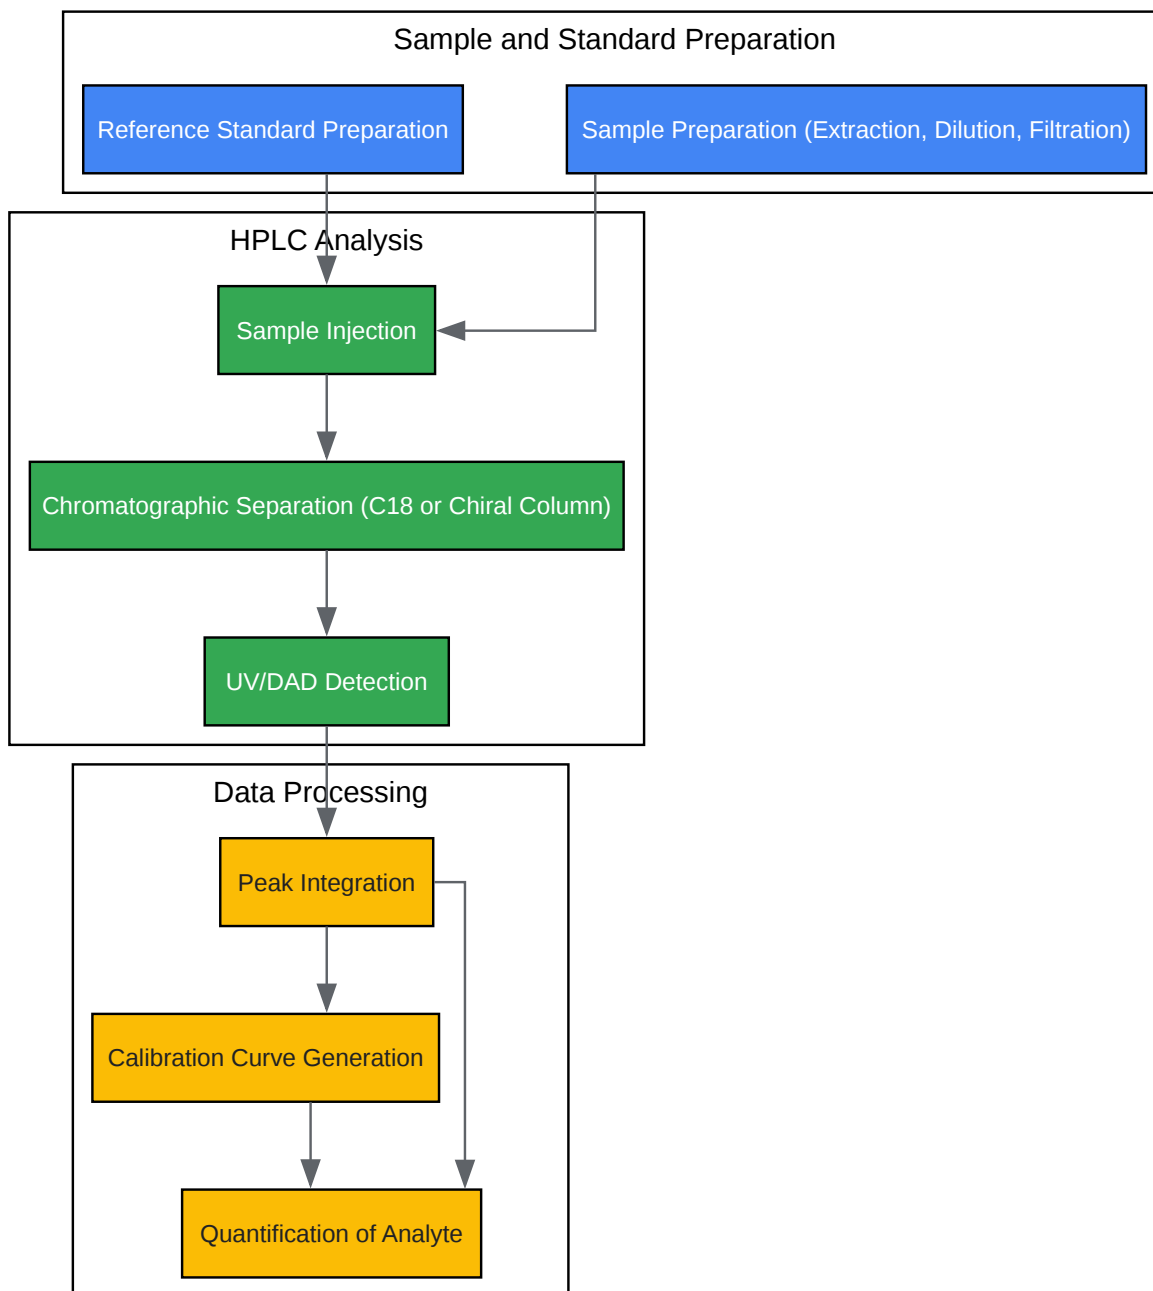 Sample and Standard Preparation
Reference Standard Preparation
Sample Preparation (Extraction, Dilution, Filtration)
HPLC Analysis
Sample Injection
Chromatographic Separation (C18 or Chiral Column)
UV/DAD Detection
Data Processing
Peak Integration
Calibration Curve Generation
Quantification of Analyte